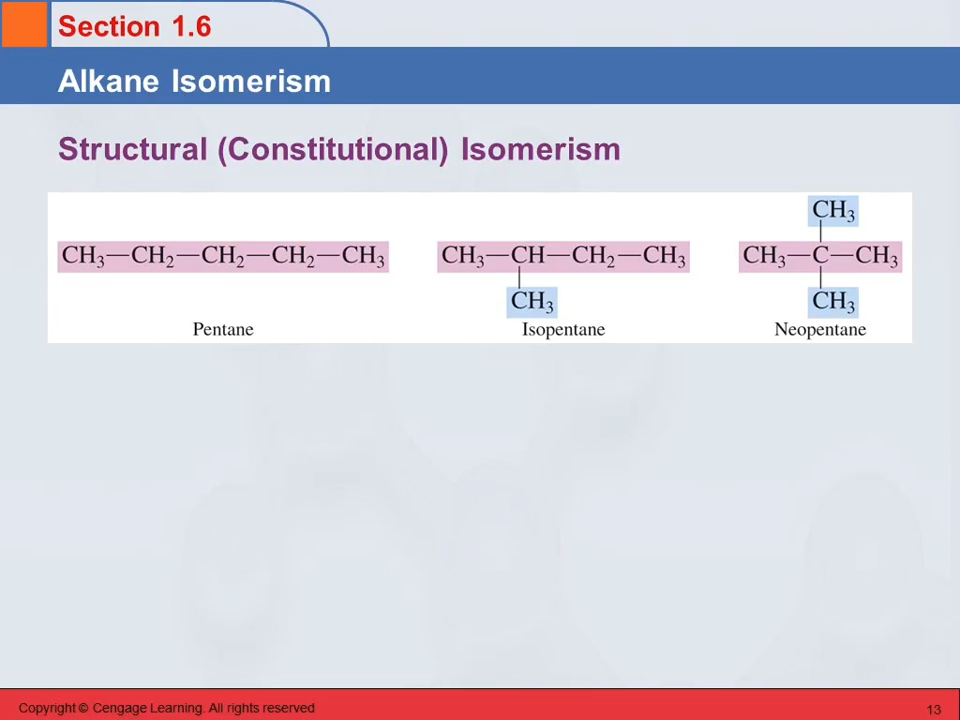 Section 1.6
Alkane Isomerism
Structural (Constitutional) Isomerism
CH₃
CH₃—CH₂—CH₂—CH₂—CH₃ CH₃—CH—CH₂—CH₃ CH₃—C—CH₃
CH₃ CH₃
Pentane Isopentane Neopentane
Copyright © Cengage Learning. All rights reserved 13